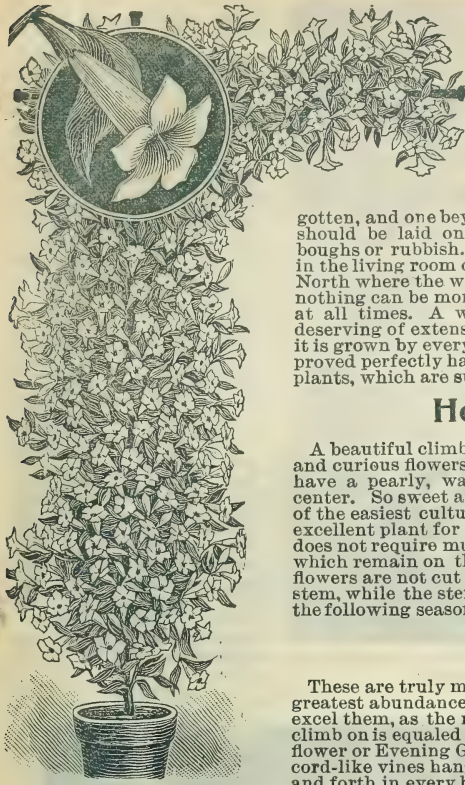 gotten, and one bey
should be laid on
boughs or rubbish.
in the living room o
North where the w
nothing can be mor
at all times. A w
deserving of extens
it is grown by every
proved perfectly ha
plants, which are su
Ho
A beautiful climb
and curious flowers
have a pearly, wa
center. So sweet a
of the easiest cultu
excellent plant for
does not require mu
which remain on th
flowers are not cut
stem, while the ste
the following seaso
These are truly m
greatest abundance
excel them, as the r
climb on is equaled
flower or Evening G
cord-like vines han
and forth in every b